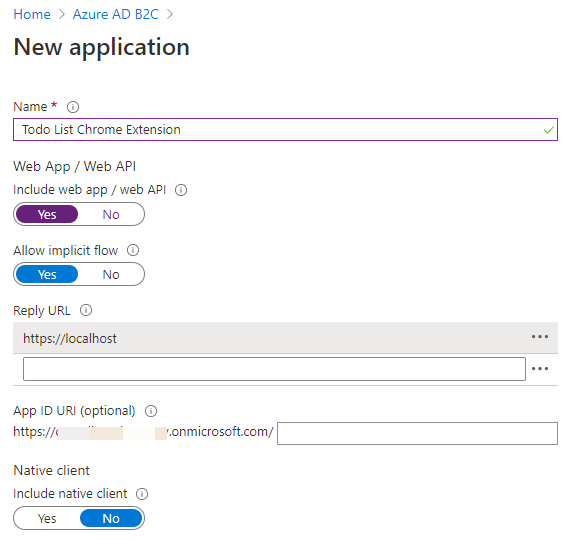 Home > Azure AD B2C >
New application
Name *
Todo List Chrome Extension
Web App / Web API
Include web app / web API
Yes No
Allow implicit flow
Yes No
Reply URL
https://localhost
App ID URI (optional)
https:// .onmicrosoft.com/
Native client
Include native client
Yes No